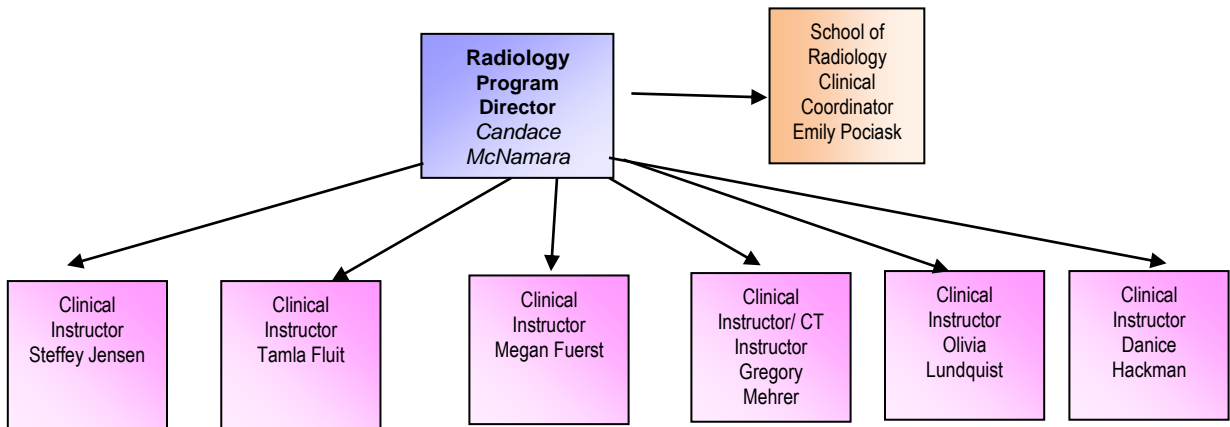 Radiology
Program
Director
Candace
McNamara
School of
Radiology
Clinical
Coordinator
Emily Pociask
Clinical
Instructor
Steffey Jensen
Clinical
Instructor
Tamla Fluit
Clinical
Instructor
Megan Fuerst
Clinical
Instructor/ CT
Instructor
Gregory
Mehrer
Clinical
Instructor
Olivia
Lundquist
Clinical
Instructor
Danice
Hackman